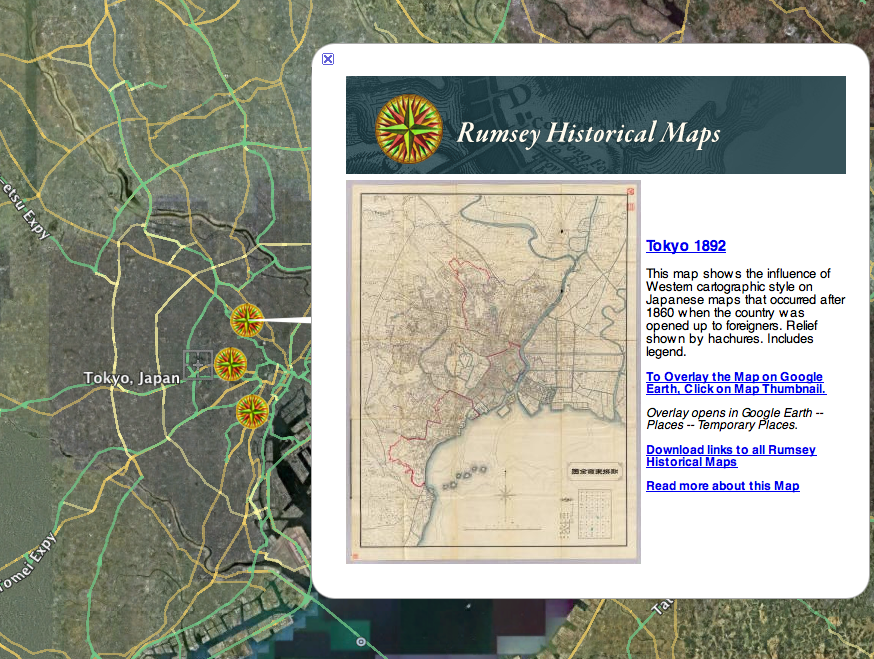 -etsu Expy
Tokyo, Japan
Tomei Expy
Rumsey Historical Maps
Tokyo 1892
This map shows the influence of
Western cartographic style on
Japanese maps that occurred after
1860 when the country was
opened up to foreigners. Relief
shown by hachures. Includes
legend.
To Overlay the Map on Google
Earth, Click on Map Thumbnail.
Overlay opens in Google Earth --
Places -- Temporary Places.
Download links to all Rumsey
Historical Maps
Read more about this Map